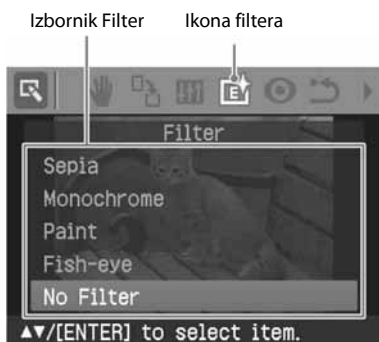 Izbornik Filter Ikona filtera
Filter
Sepia
Monochrome
Paint
Fish-eye
No Filter
▲▼/[ENTER] to select item.